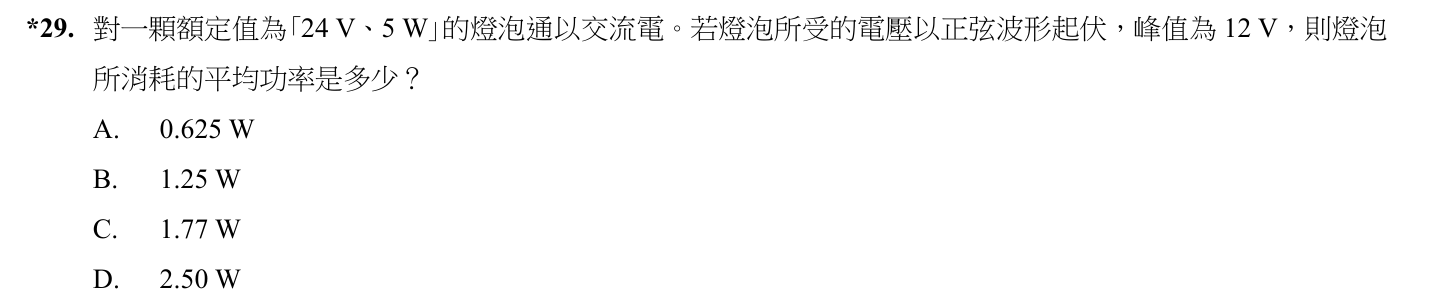 *29. 對一顆額定值為「24 V、5 W」的燈泡通以交流電。若燈泡所受的電壓以正弦波形起伏，峰值為 12 V，則燈泡
所消耗的平均功率是多少？
A. 0.625 W
B. 1.25 W
C. 1.77 W
D. 2.50 W